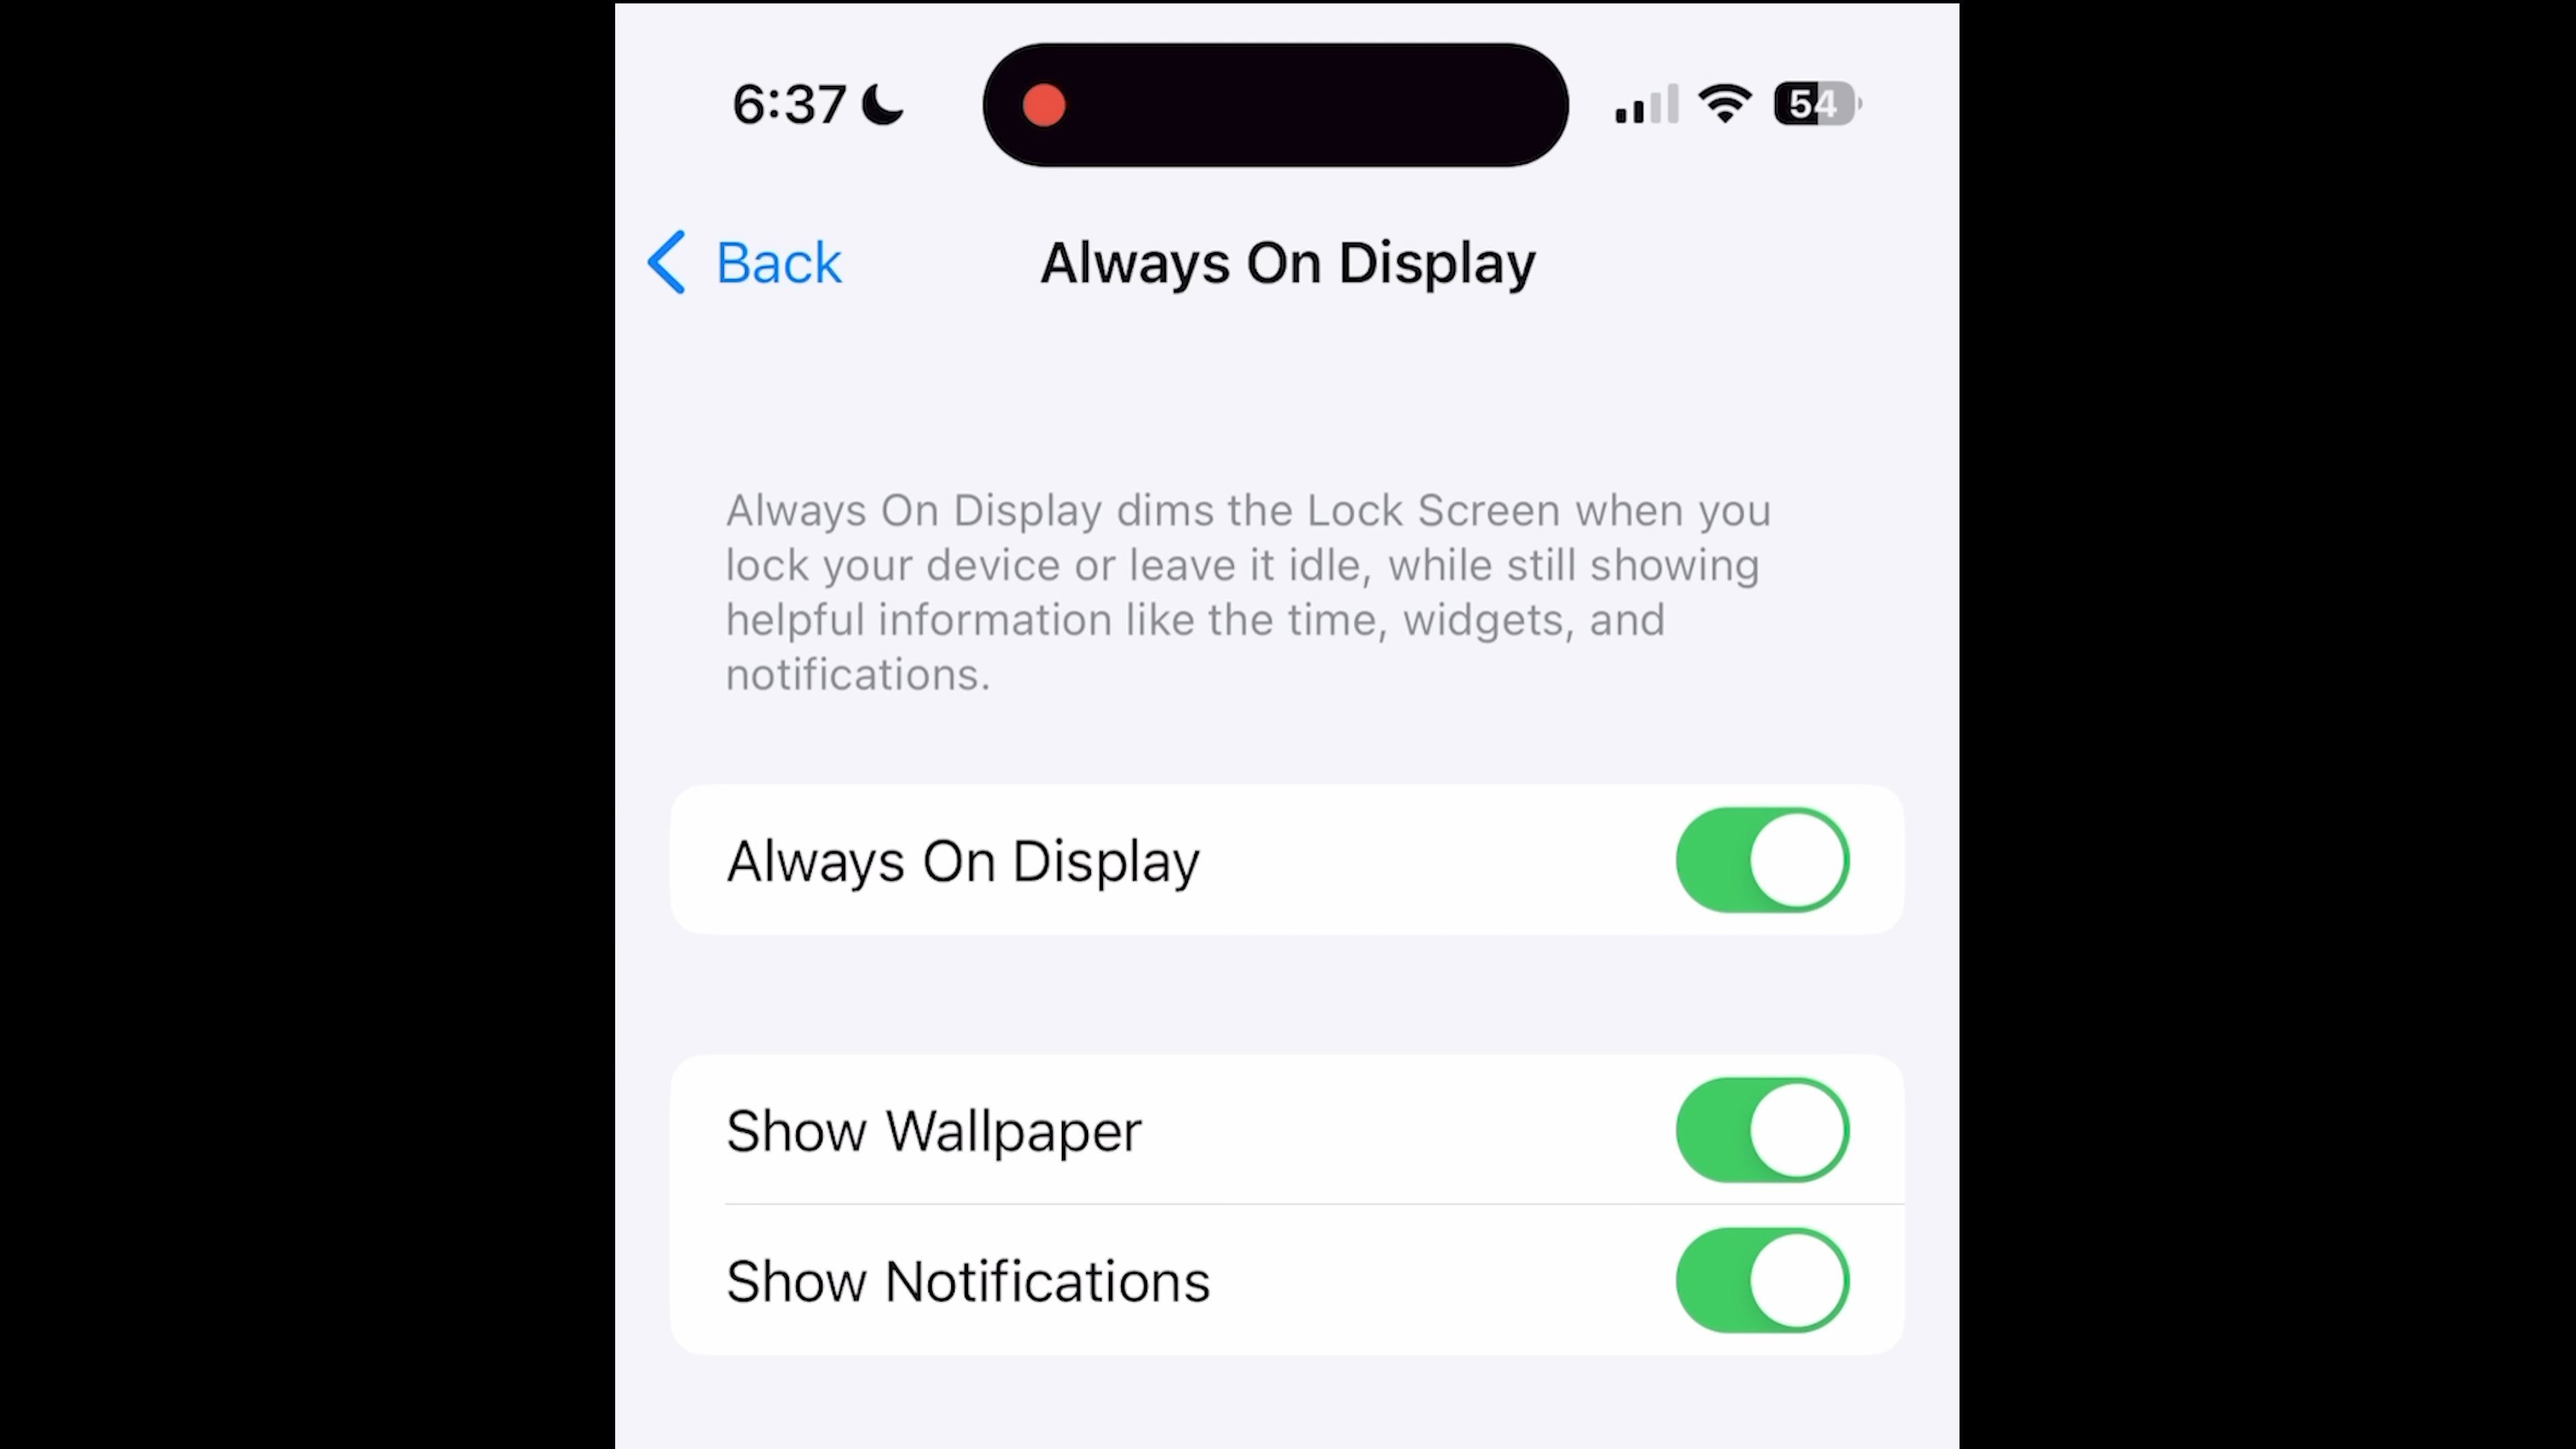 6:37
54
Back
Always On Display
Always On Display dims the Lock Screen when you
lock your device or leave it idle, while still showing
helpful information like the time, widgets, and
notifications.
Always On Display
Show Wallpaper
Show Notifications